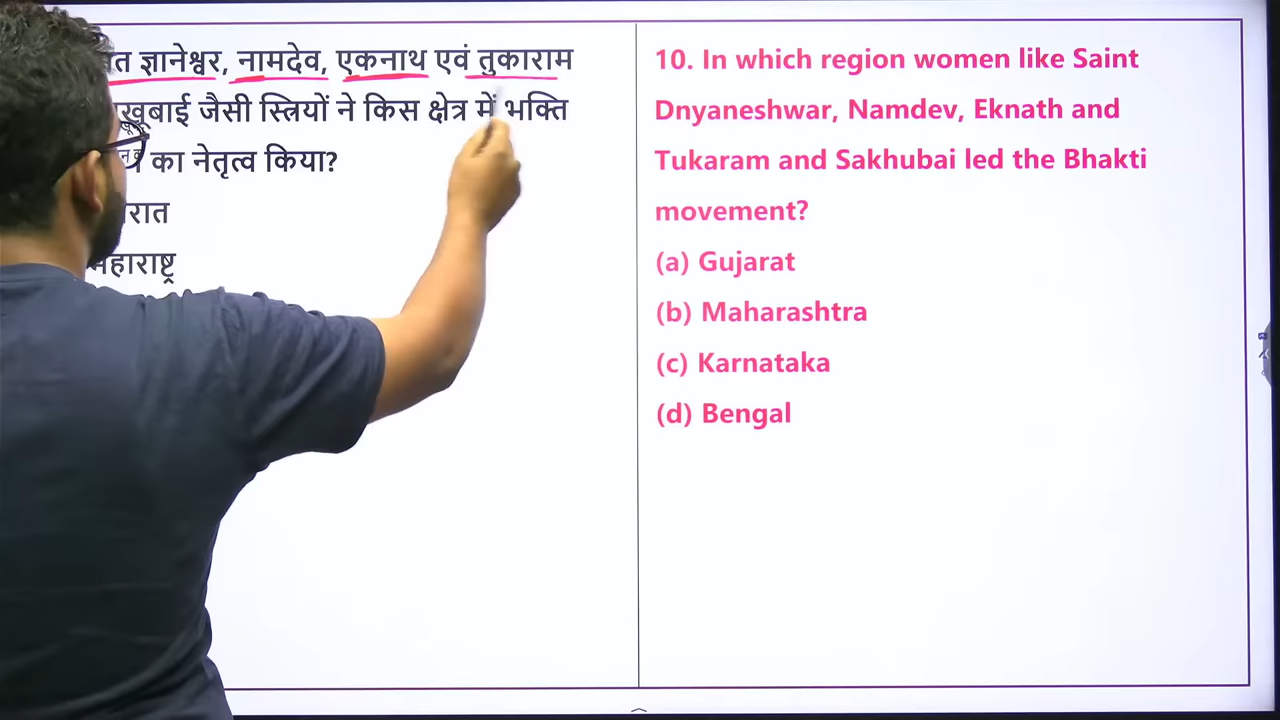 ज्ञानेश्वर, नामदेव, एकनाथ एवं तुकाराम
जैसी स्त्रियों ने किस क्षेत्र में भक्ति
का नेतृत्व किया?
10. In which region women like Saint
Dnyaneshwar, Namdev, Eknath and
Tukaram and Sakhubai led the Bhakti
movement?
(a) Gujarat
(b) Maharashtra
(c) Karnataka
(d) Bengal